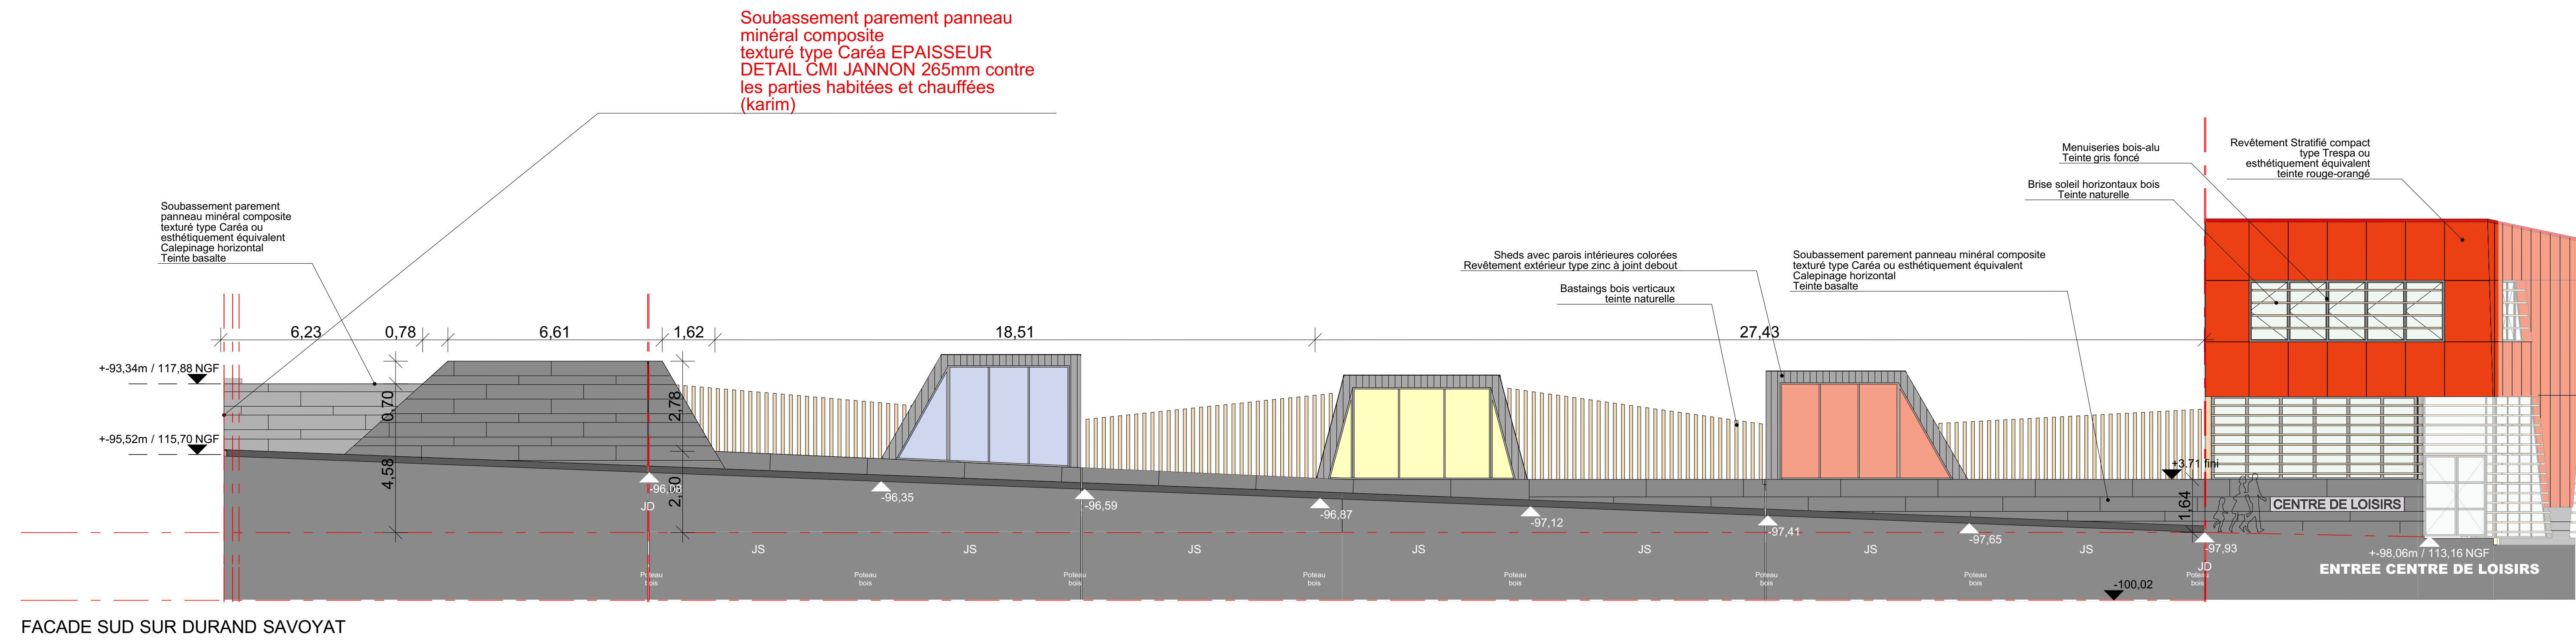 Soubassement parement panneau
minéral composite
texturé type Caréa EPAISSEUR
DETAIL CMI JANNON 265mm contre
les parties habitées et chauffées
(karim)
Menuiseries bois-alu
Teinte gris foncé
Revêtement Stratifié compact
type Trespa ou
esthétiquement équivalent
teinte rouge-orangé
Brise soleil horizontaux bois
Teinte naturelle
Soubassement parement
panneau minéral composite
texturé type Caréa ou
esthétiquement équivalent
Calepinage horizontal
Teinte basalte
Sheds avec parois intérieures colorées
Revêtement extérieur type zinc à joint debout
Bastaings bois verticaux
teinte naturelle
Soubassement parement panneau minéral composite
texturé type Caréa ou esthétiquement équivalent
Calepinage horizontal
Teinte basalte
6,23 0,78 6,61 1,62 18,51 27,43
+-93,34m / 117,88 NGF
0,70
2,78
+-95,52m / 115,70 NGF
4,58
+3.71 fini
1,64
CENTRE DE LOISIRS
-96,08
-96,35
-96,59
-96,87
-97,12
-97,41
-97,65
-97,93
+-98,06m / 113,16 NGF
JD
JS
JS
JS
JS
JS
JS
JS
JD
ENTREE CENTRE DE LOISIRS
Poteau
bois
Poteau
bois
Poteau
bois
Poteau
bois
Poteau
bois
Poteau
bois
Poteau
bois
Poteau
bois
-100,02
FACADE SUD SUR DURAND SAVOYAT